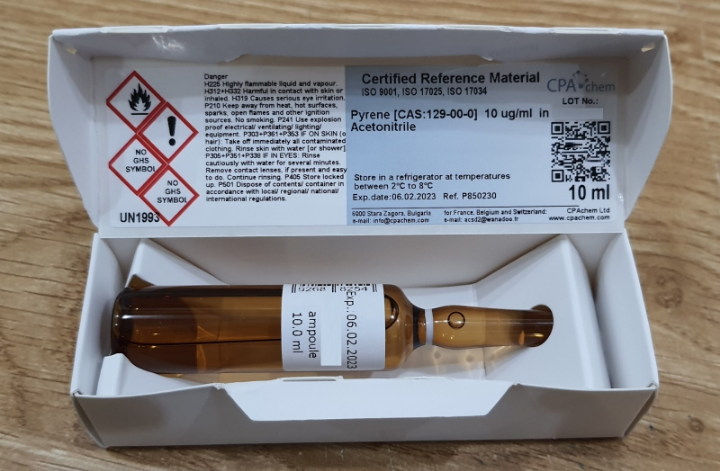 Danger
H225 Highly flammable liquid and vapour.
H312+H332 Harmful in contact with skin or
inhaled. H319 Causes serious eye irritation.
P210 Keep away from heat, hot surfaces,
sparks, open flames and other ignition
sources. No smoking. P241 Use explosion
proof electrical/ ventilating/ lighting/
equipment. P303+P361+P353 IF ON SKIN (o
hair): Take off immediately all contaminated
clothing. Rinse skin with water [or shower]
P305+P351+P338 IF IN EYES: Rinse
cautiously with water for several minutes.
Remove contact lenses, if present and easy
to do. Continue rinsing. P405 Store locked
up. P501 Dispose of contents/ container in
accordance with local/ regional/ national/
international regulations.
NO
GHS
SYMBOL
NO
GHS
SYMBOL
UN1993
Certified Reference Material
ISO 9001, ISO 17025, ISO 17034
CPAchem
LOT No.:
Pyrene [CAS:129-00-0] 10 ug/ml in
Acetonitrile
Store in a refrigerator at temperatures
between 2°C to 8°C
Exp.date:06.02.2023 Ref. P850230
10 ml
6000 Stara Zagora, Bulgaria
e-mail: info@cpachem.com
for France, Belgium and Switzerland:
e-mail: acsd2@wanadoo.fr
CPAchem Ltd
www.cpachem.com
9268 8254
Exp.:06.02.2023
ampoule
10.0 ml